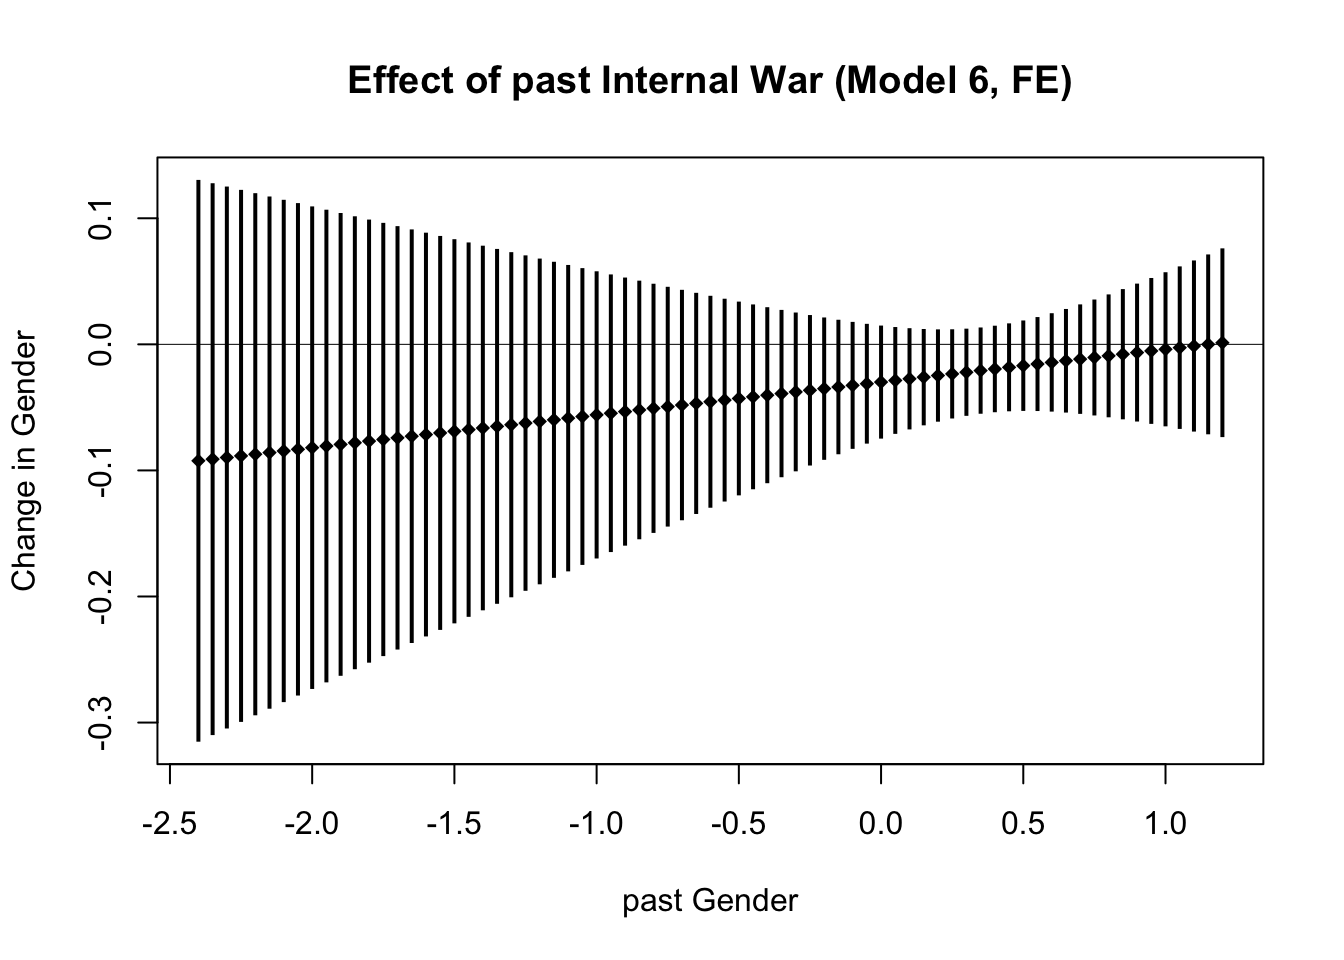 Effect of past Internal War (Model 6, FE)
Change in Gender
0.1
0.0
-0.1
-0.2
-0.3
-2.5 -2.0 -1.5 -1.0 -0.5 0.0 0.5 1.0
past Gender